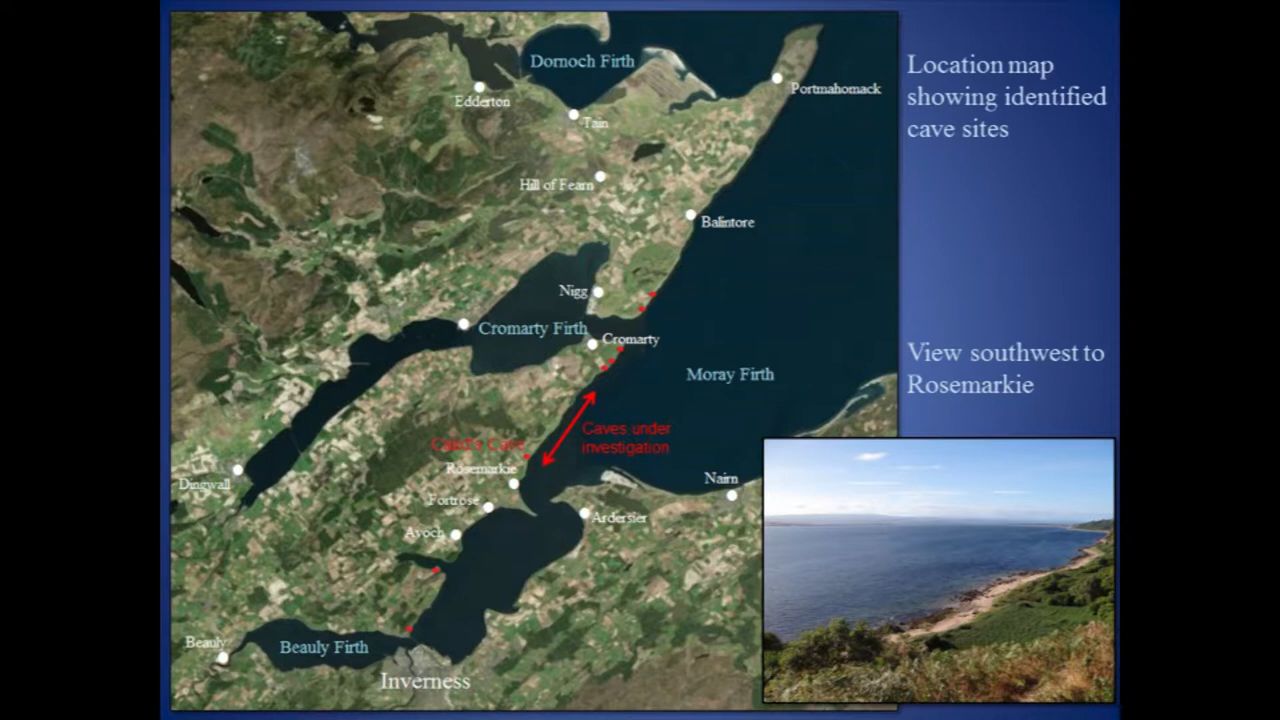 Location map
showing identified
cave sites
Dornoch Firth
Portmahomack
Edderton
Tain
Hill of Fearn
Balintore
Nigg
Cromarty Firth
Cromarty
Moray Firth
View southwest to
Rosemarkie
Caves under
investigation
Caird's Cave
Rosemarkie
Dingwall
Nairn
Fortrose
Ardersier
Avoch
Beauly
Beauly Firth
Inverness